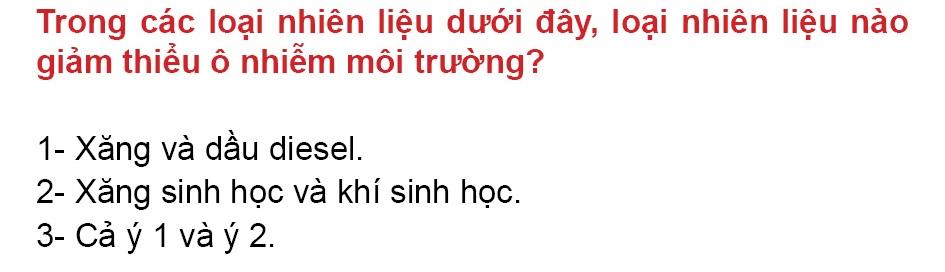 Trong các loại nhiên liệu dưới đây, loại nhiên liệu nào
giảm thiểu ô nhiễm môi trường?
1- Xăng và dầu diesel.
2- Xăng sinh học và khí sinh học.
3- Cả ý 1 và ý 2.